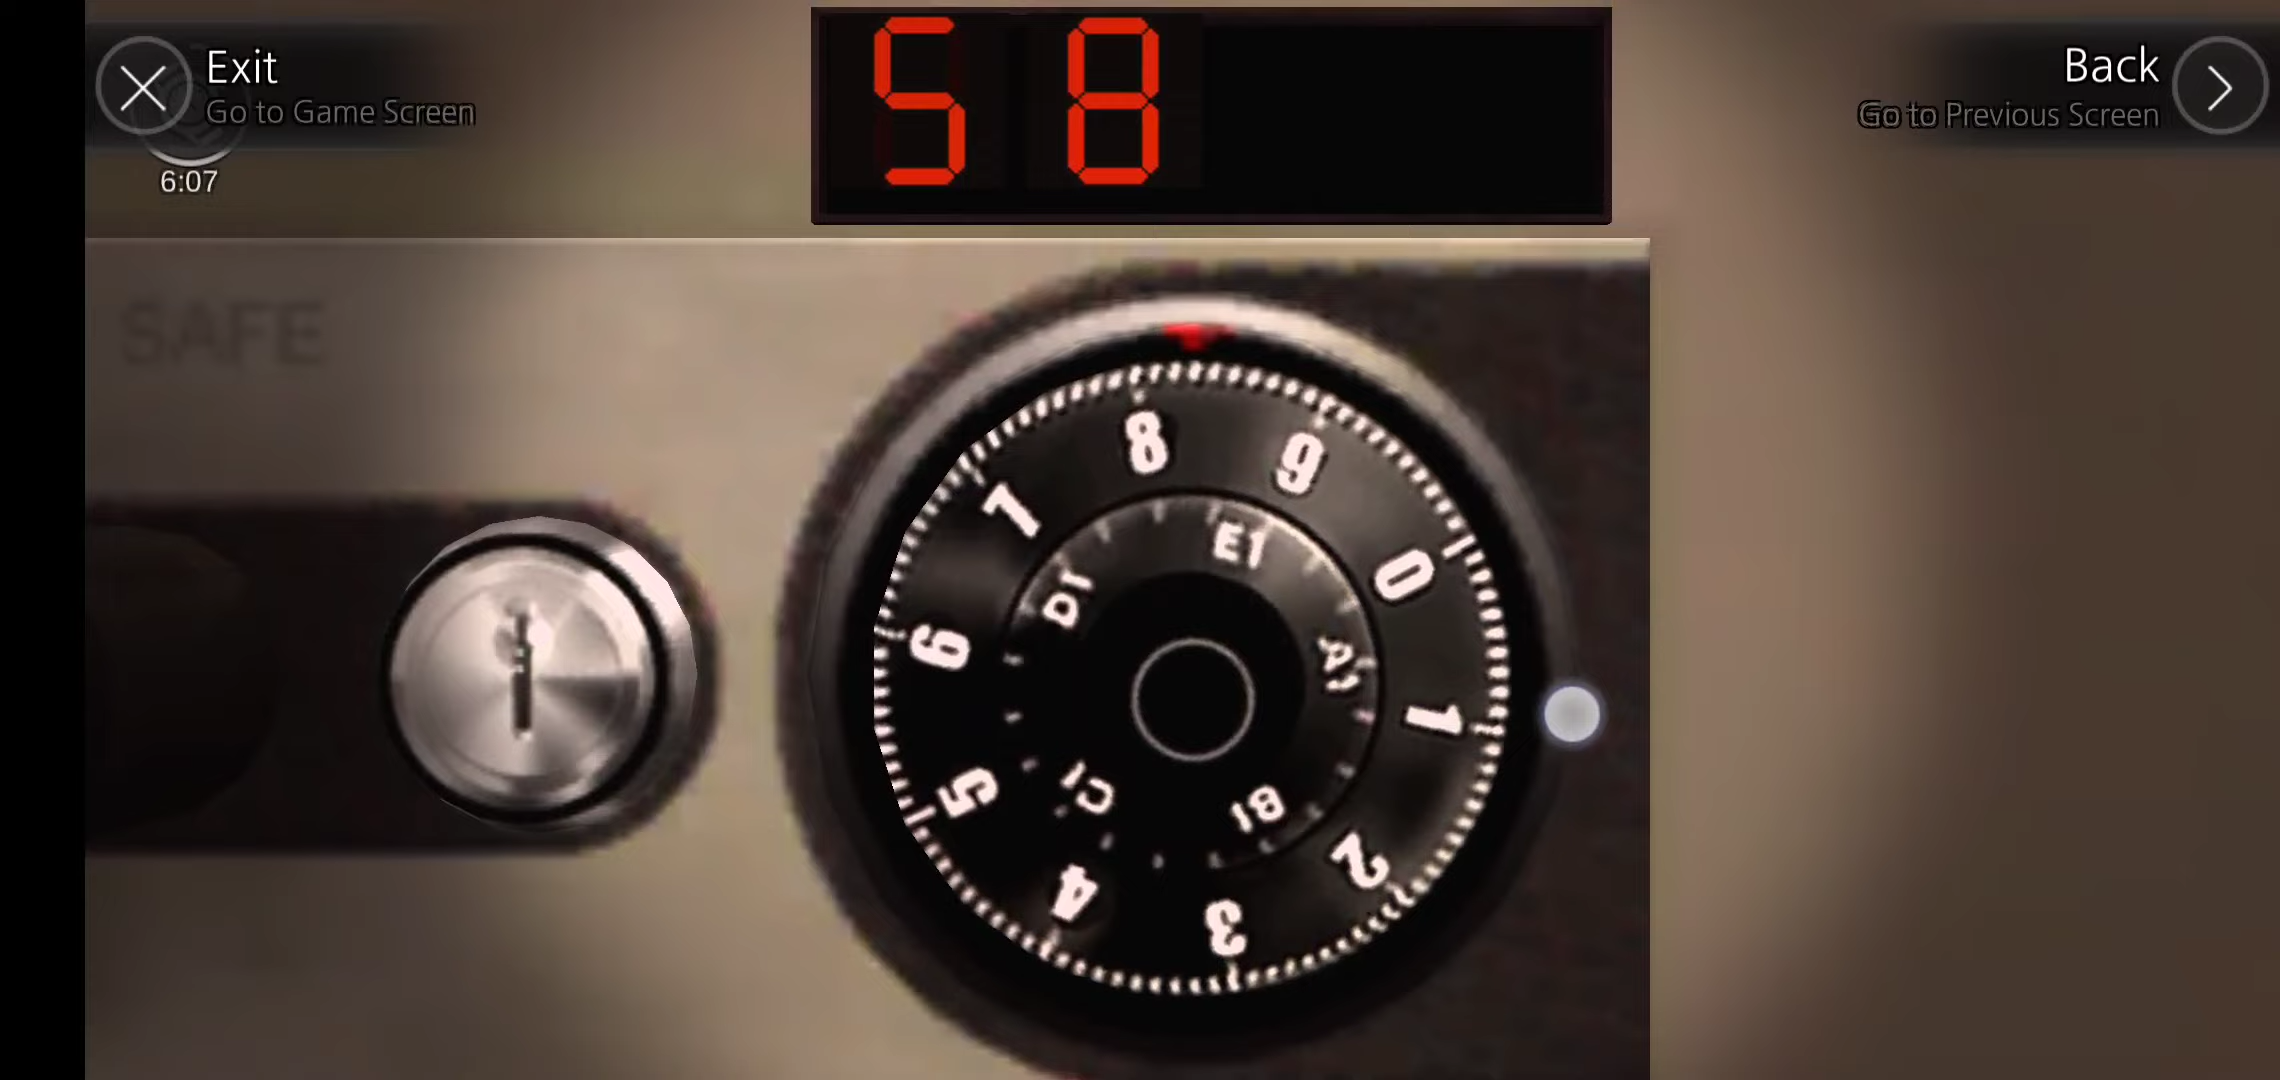 58
Exit
Back
Go to Game Screen
Go to Previous Screen
6:07
SAFE
8
9
7
E1
0
D1
6
A1
1
5
C1
B1
2
4
3